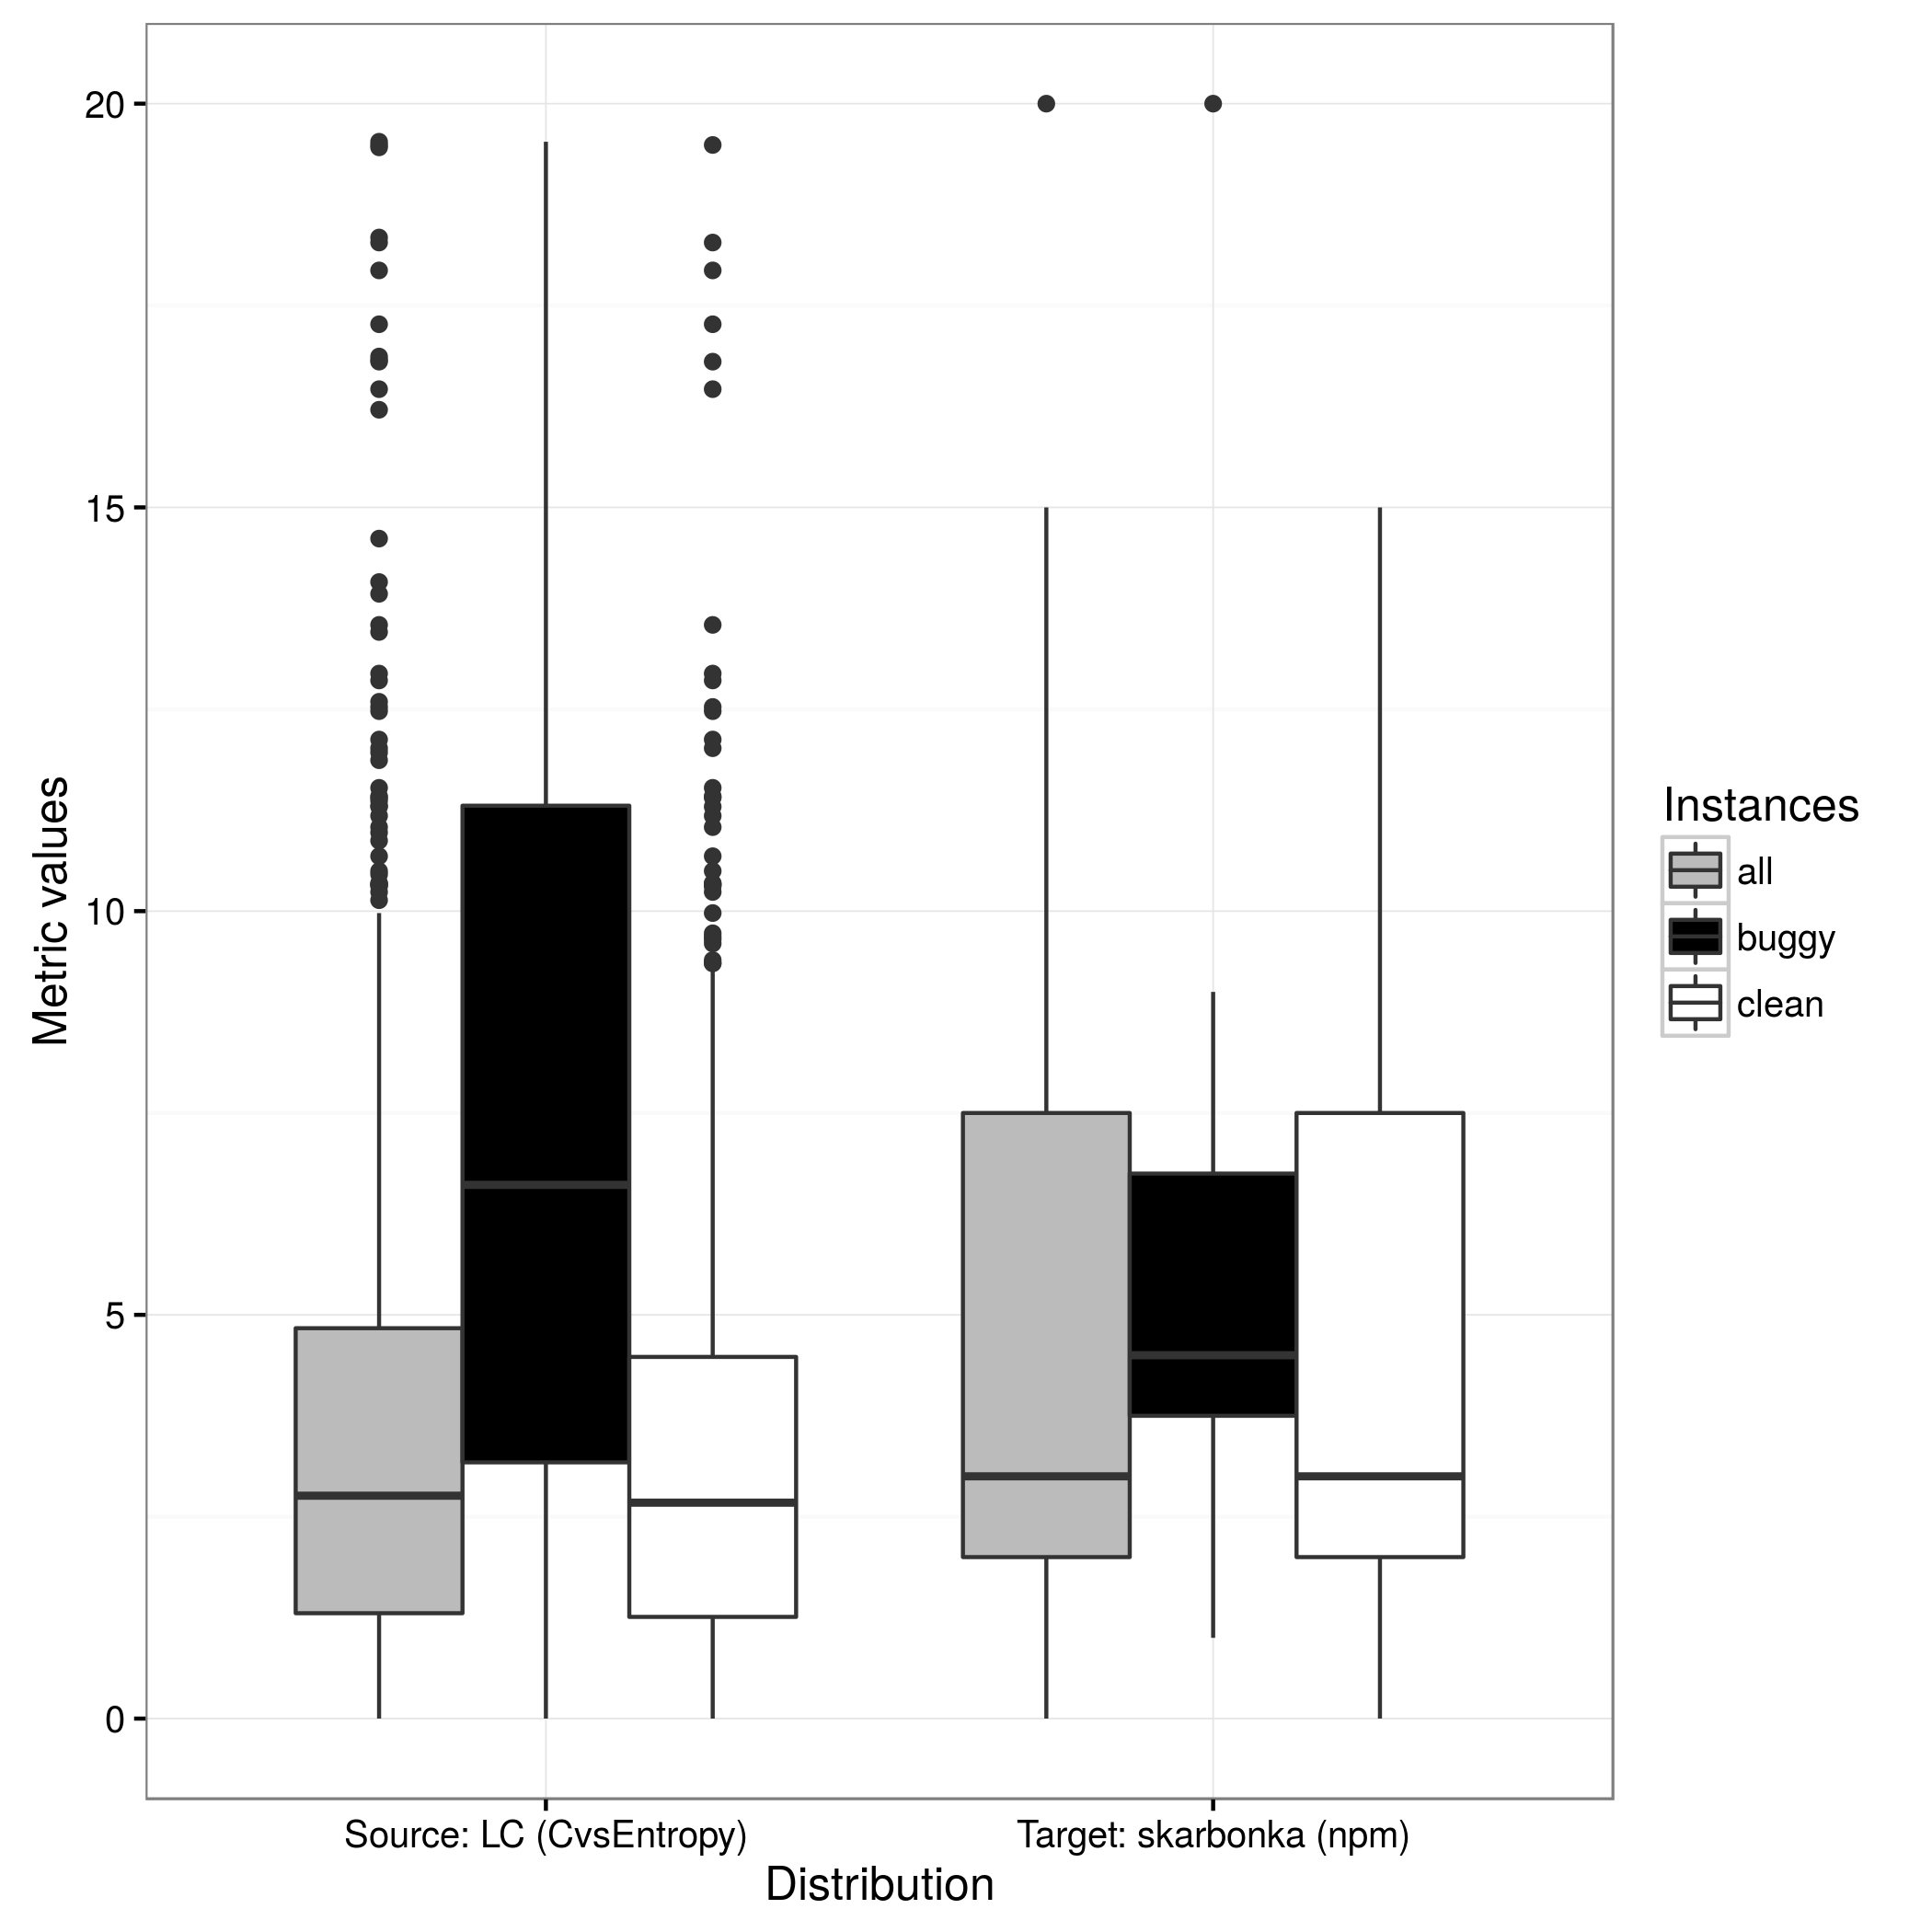 Metric values
20
15
10
5
0
Source: LC (CvsEntropy)
Target: skarbonka (npm)
Distribution
Instances
all
buggy
clean